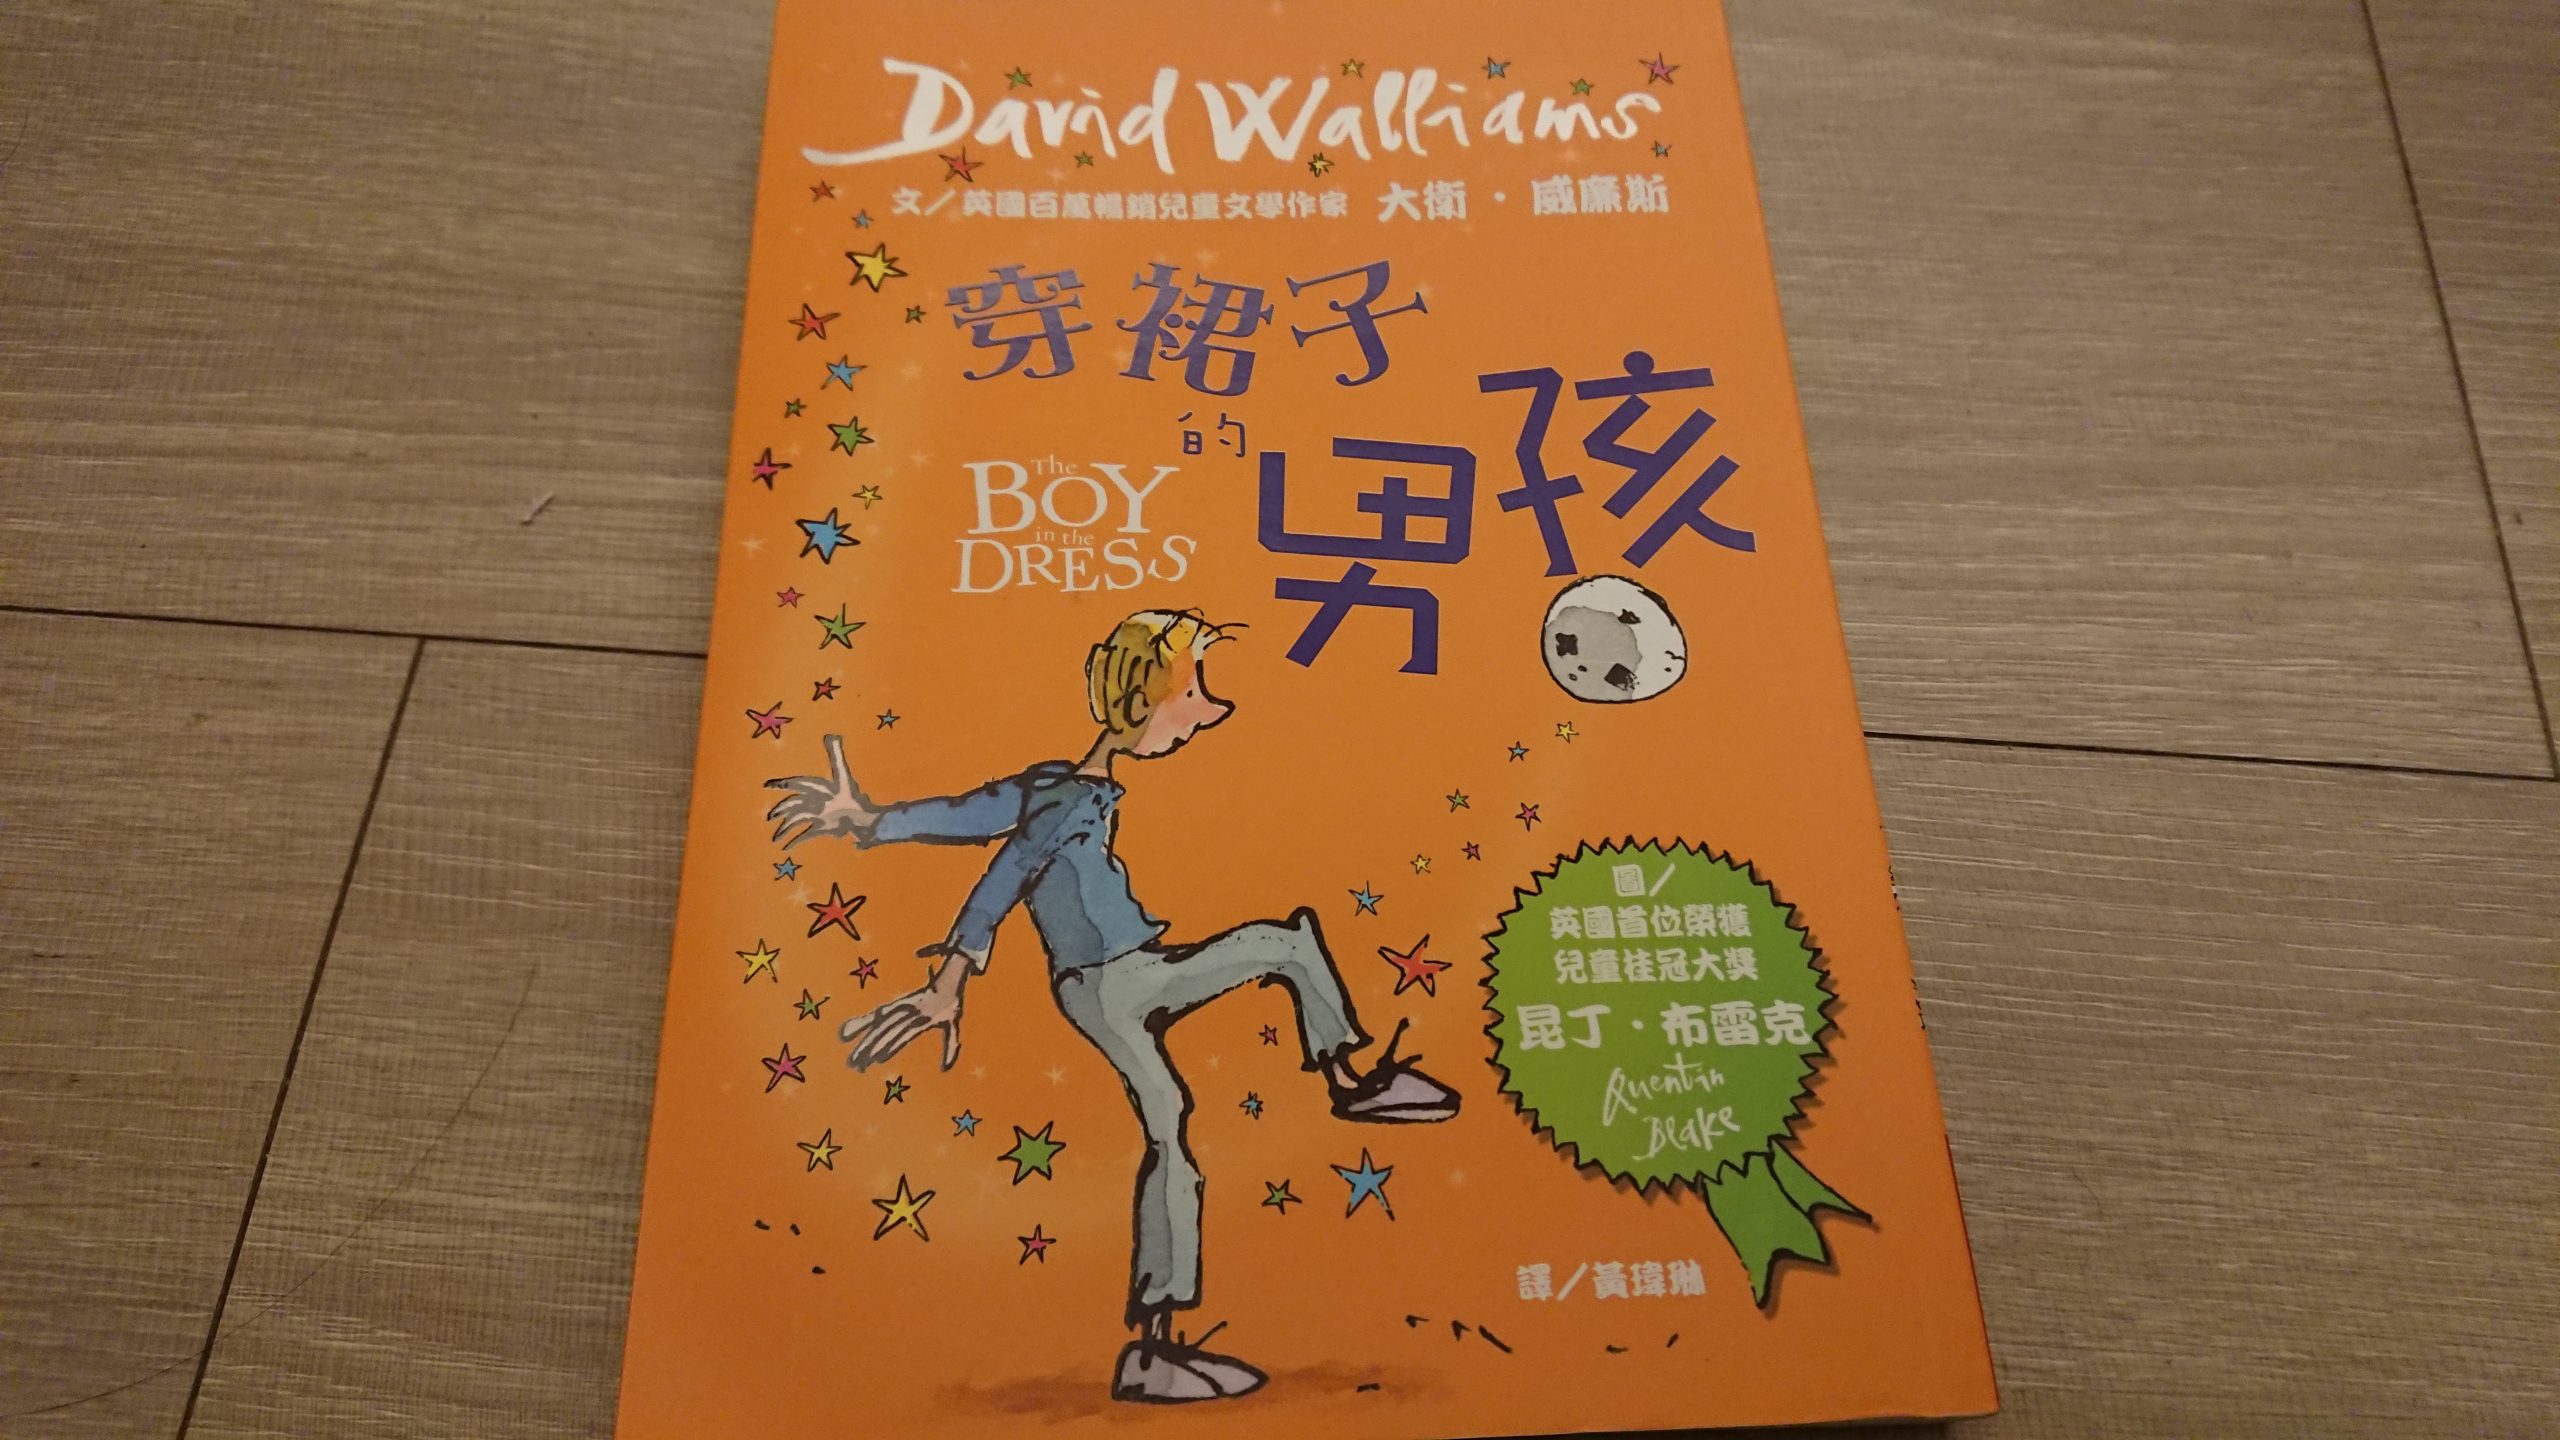 David Walliams
文／英國百萬暢銷兒童文學作家 大衛・威廉斯
穿裙子
的
男孩
The
BOY
in the
DRESS
圖／
英國首位榮獲
兒童桂冠大獎
昆丁・布雷克
Quentin
Blake
譯／黃瑋琳